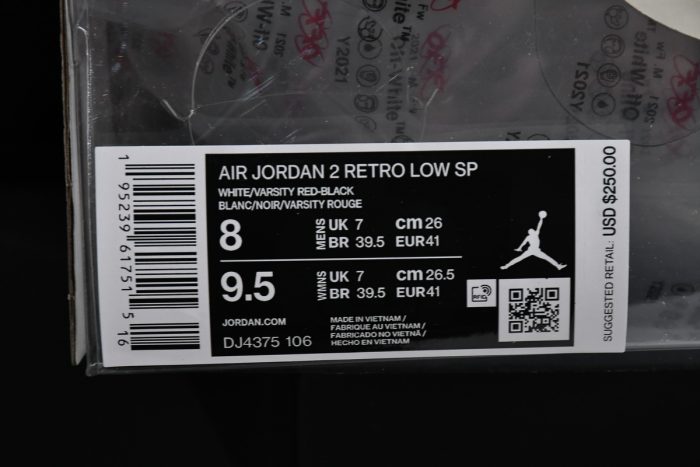 Off-White™
Y2021
AIR JORDAN 2 RETRO LOW SP
WHITE/VARSITY RED-BLACK
BLANC/NOIR/VARSITY ROUGE
8 MENS UK 7 cm 26
BR 39.5 EUR 41
9.5 WMNS UK 7 cm 26.5
BR 39.5 EUR 41
JORDAN.COM
DJ4375 106
MADE IN VIETNAM /
FABRIQUE AU VIETNAM /
FABRICADO NO VIETNÃ /
HECHO EN VIETNAM
RFID
SUGGESTED RETAIL: USD $250.00
1 95239 61751 5 16